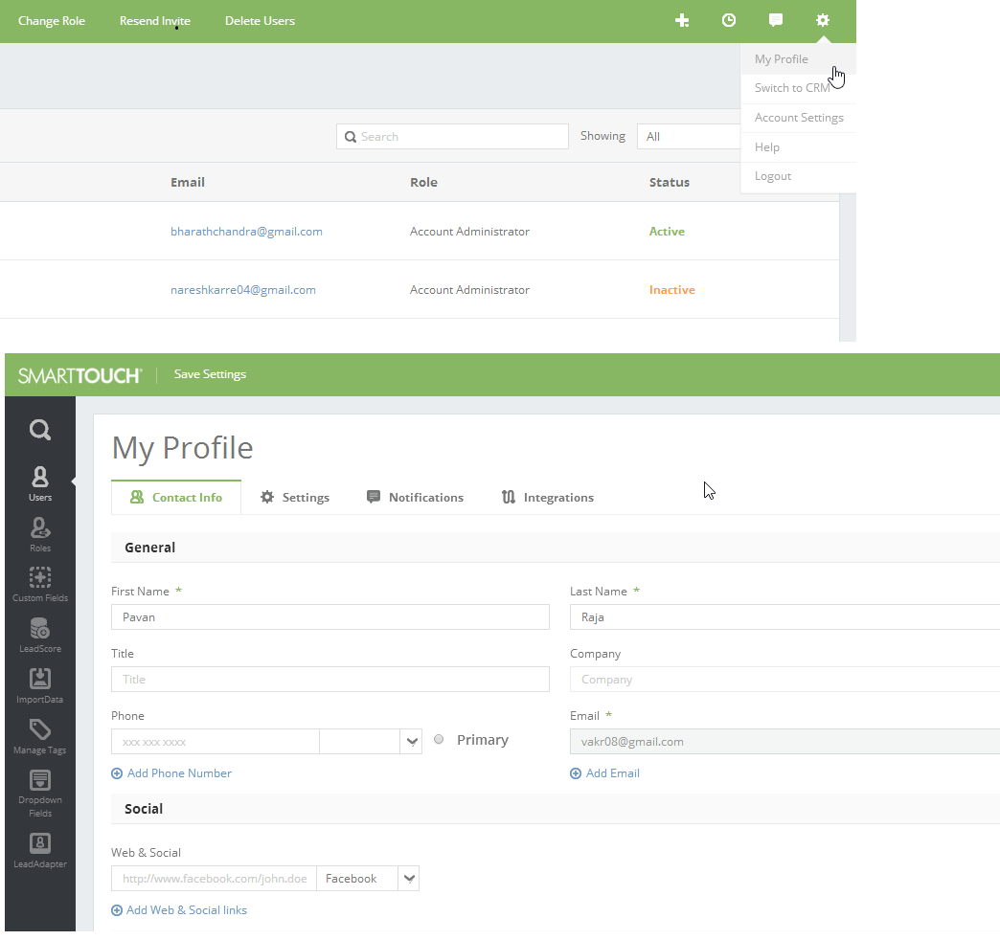 Change Role Resend Invite Delete Users
My Profile
Switch to CRM
Account Settings
Help
Logout
Search Showing All
Email Role Status
bharathchandra@gmail.com Account Administrator Active
nareshkarre04@gmail.com Account Administrator Inactive
SMARTTOUCH® Save Settings
Users
Roles
Custom Fields
LeadScore
ImportData
Manage Tags
Dropdown
Fields
LeadAdapter
My Profile
Contact Info Settings Notifications Integrations
General
First Name * Last Name *
Pavan Raja
Title Company
Title Company
Phone Email *
xxx xxx xxxx Primary vakr08@gmail.com
Add Phone Number Add Email
Social
Web & Social
http://www.facebook.com/john.doe Facebook
Add Web & Social links